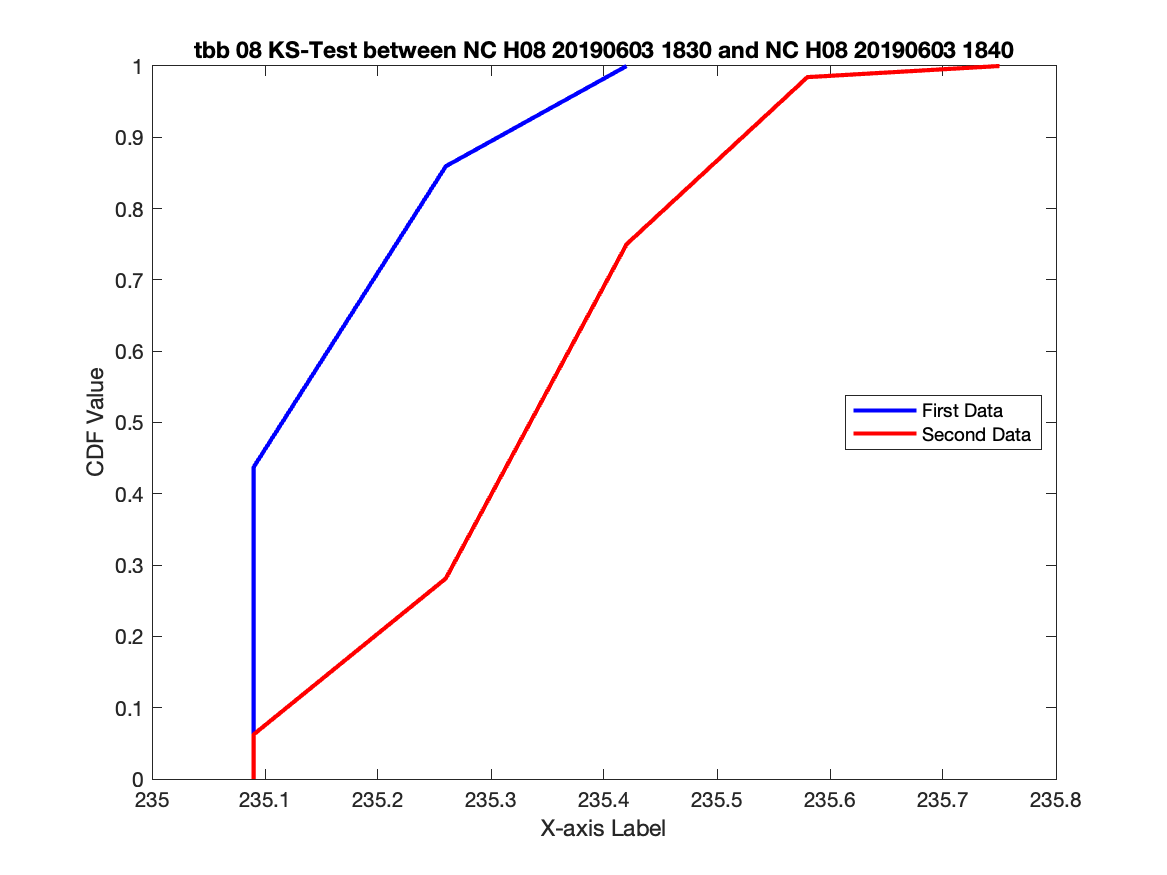 tbb 08 KS-Test between NC H08 20190603 1830 and NC H08 20190603 1840
1
0.9
0.8
0.7
0.6
0.5
0.4
0.3
0.2
0.1
0
CDF Value
First Data
Second Data
235 235.1 235.2 235.3 235.4 235.5 235.6 235.7 235.8
X-axis Label